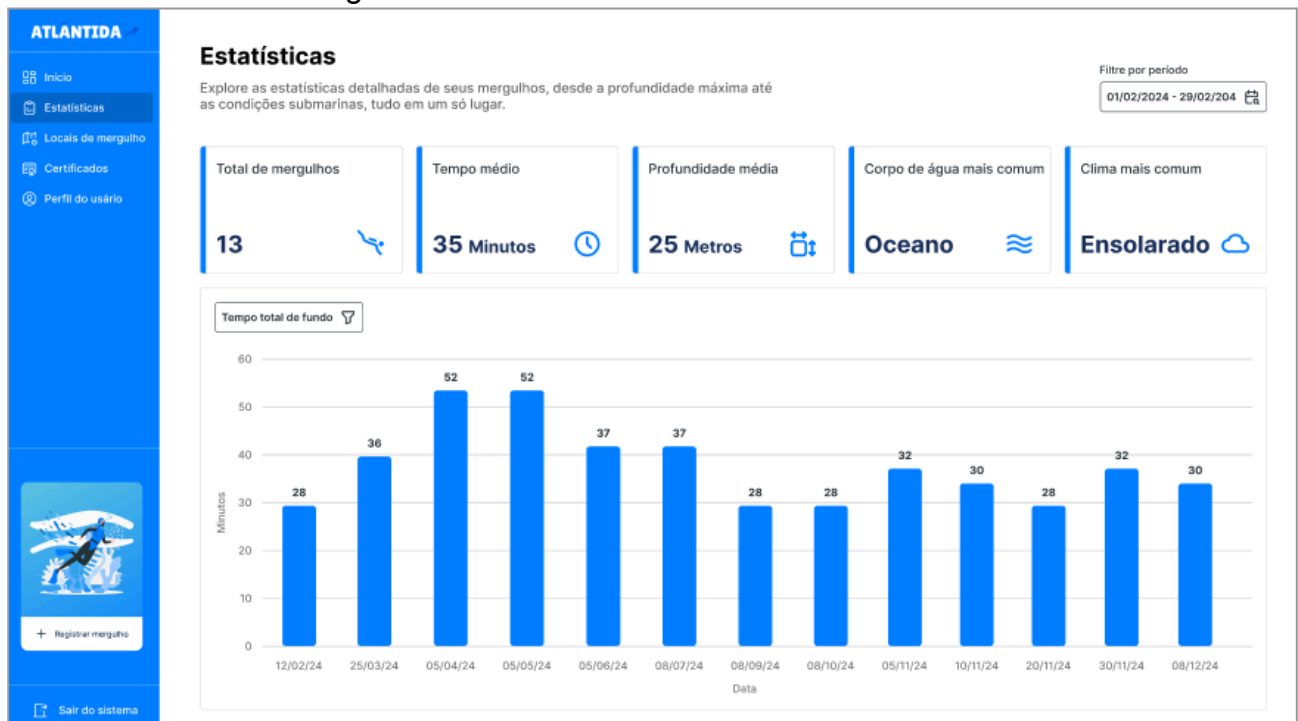 ATLANTIDA
Início
Estatísticas
Locais de mergulho
Certificados
Perfil do usário
+ Registrar mergulho
Sair do sistema
Estatísticas
Explore as estatísticas detalhadas de seus mergulhos, desde a profundidade máxima até
as condições submarinas, tudo em um só lugar.
Filtre por período
01/02/2024 - 29/02/204
Total de mergulhos
13
Tempo médio
35 Minutos
Profundidade média
25 Metros
Corpo de água mais comum
Oceano
Clima mais comum
Ensolarado
Tempo total de fundo
Minutos
60
50
40
30
20
10
0
28
36
52
52
37
37
28
28
32
30
28
32
30
12/02/24 25/03/24 05/04/24 05/05/24 05/06/24 08/07/24 08/09/24 08/10/24 05/11/24 10/11/24 20/11/24 30/11/24 08/12/24
Data